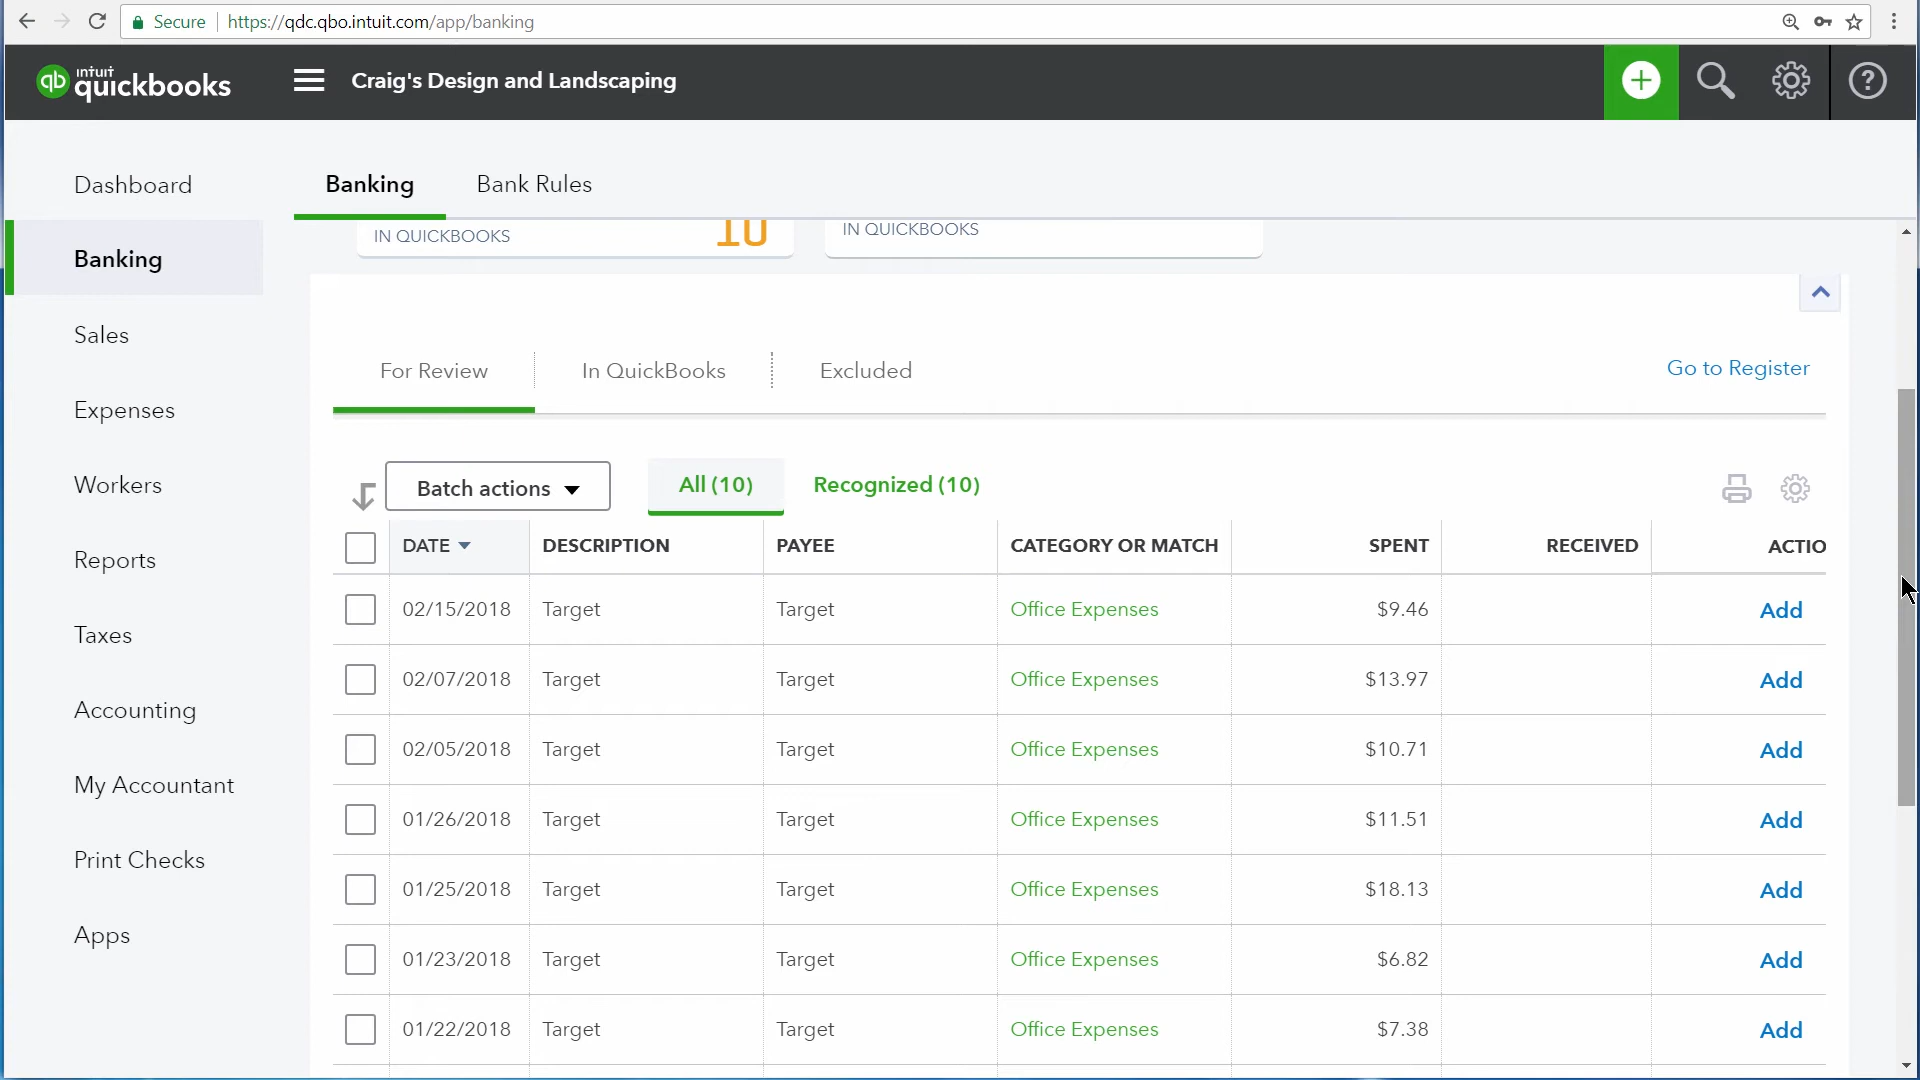 Secure https://qdc.qbo.intuit.com/app/banking
intuit
quickbooks
Craig's Design and Landscaping
Dashboard
Banking
Sales
Expenses
Workers
Reports
Taxes
Accounting
My Accountant
Print Checks
Apps
Banking Bank Rules
IN QUICKBOOKS 10 IN QUICKBOOKS
For Review In QuickBooks Excluded Go to Register
Batch actions All (10) Recognized (10)
DATE DESCRIPTION PAYEE CATEGORY OR MATCH SPENT RECEIVED ACTIO
02/15/2018 Target Target Office Expenses $9.46 Add
02/07/2018 Target Target Office Expenses $13.97 Add
02/05/2018 Target Target Office Expenses $10.71 Add
01/26/2018 Target Target Office Expenses $11.51 Add
01/25/2018 Target Target Office Expenses $18.13 Add
01/23/2018 Target Target Office Expenses $6.82 Add
01/22/2018 Target Target Office Expenses $7.38 Add